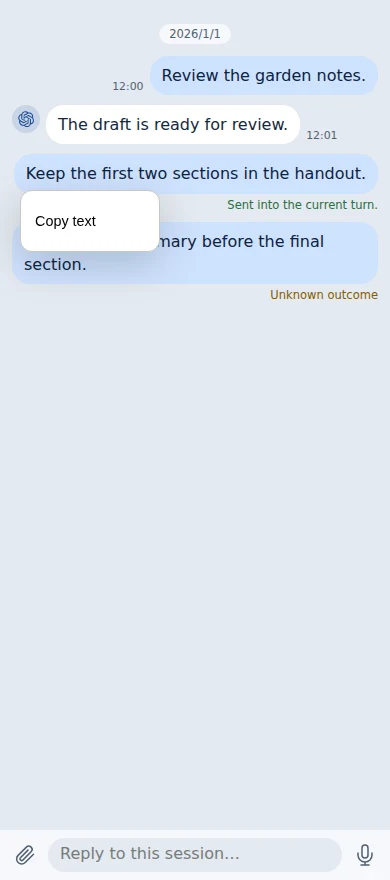 2026/1/1
Review the garden notes.
12:00
The draft is ready for review.
12:01
Keep the first two sections in the handout.
Sent into the current turn.
Copy text
before the final
section.
Unknown outcome
Reply to this session...